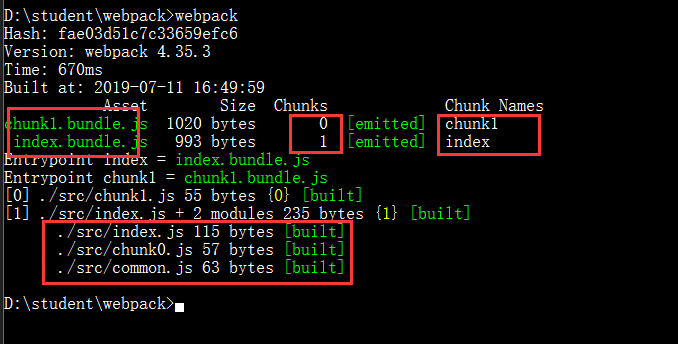 D:\student\webpack>webpack
Hash: fae03d51c7c33659efc6
Version: webpack 4.35.3
Time: 670ms
Built at: 2019-07-11 16:49:59
Asset Size Chunks Chunk Names
chunk1.bundle.js 1020 bytes 0 [emitted] chunk1
index.bundle.js 993 bytes 1 [emitted] index
Entrypoint index = index.bundle.js
Entrypoint chunk1 = chunk1.bundle.js
[0] ./src/chunk1.js 55 bytes {0} [built]
[1] ./src/index.js + 2 modules 235 bytes {1} [built]
./src/index.js 115 bytes [built]
./src/chunk0.js 57 bytes [built]
./src/common.js 63 bytes [built]
D:\student\webpack>